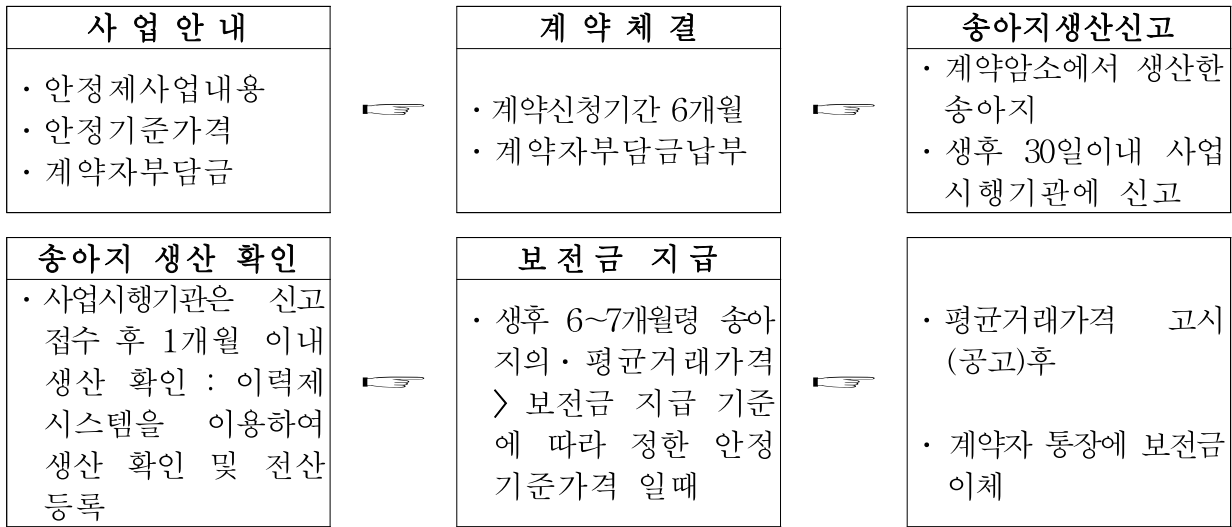 사 업 안 내
· 안정제사업내용
· 안정기준가격
· 계약자부담금
계 약 체 결
· 계약신청기간 6개월
· 계약자부담금납부
송아지생산신고
· 계약암소에서 생산한
송아지
· 생후 30일이내 사업
시행기관에 신고
송아지 생산 확인
· 사업시행기관은 신고
접수 후 1개월 이내
생산 확인 : 이력제
시스템을 이용하여
생산 확인 및 전산
등록
보 전 금 지 급
· 생후 6~7개월령 송아
지의· 평균거래가격
〉보전금 지급 기준
에 따라 정한 안정
기준가격 일때
· 평균거래가격 고시
(공고)후
· 계약자 통장에 보전금
이체